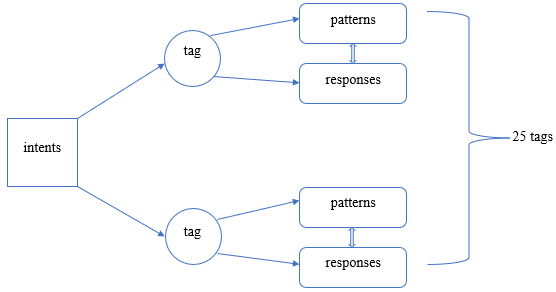 patterns
tag
responses
25 tags
intents
patterns
tag
responses